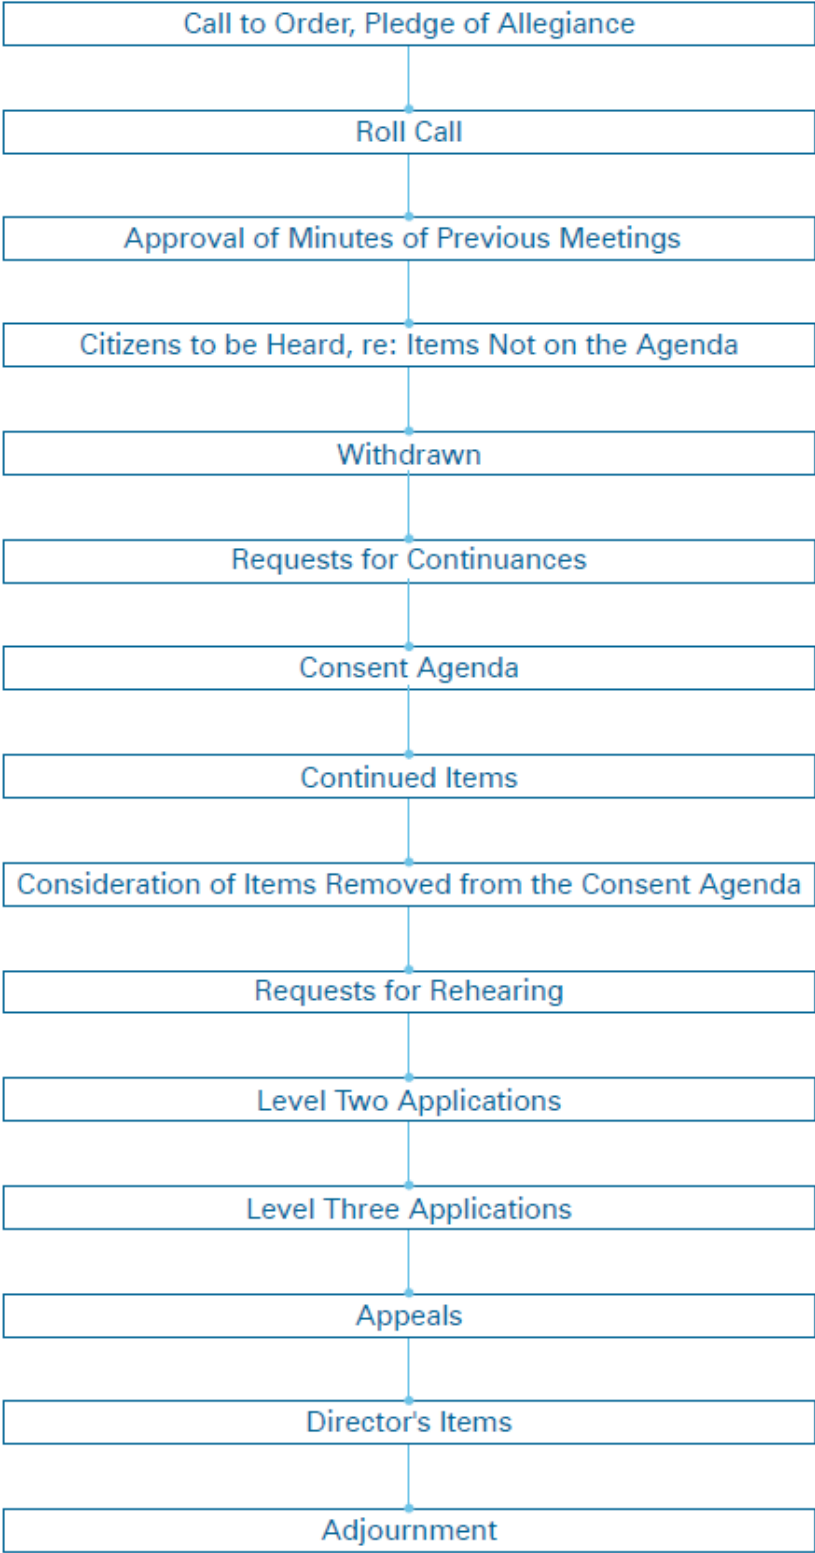 Call to Order, Pledge of Allegiance
Roll Call
Approval of Minutes of Previous Meetings
Citizens to be Heard, re: Items Not on the Agenda
Withdrawn
Requests for Continuances
Consent Agenda
Continued Items
Consideration of Items Removed from the Consent Agenda
Requests for Rehearing
Level Two Applications
Level Three Applications
Appeals
Director's Items
Adjournment